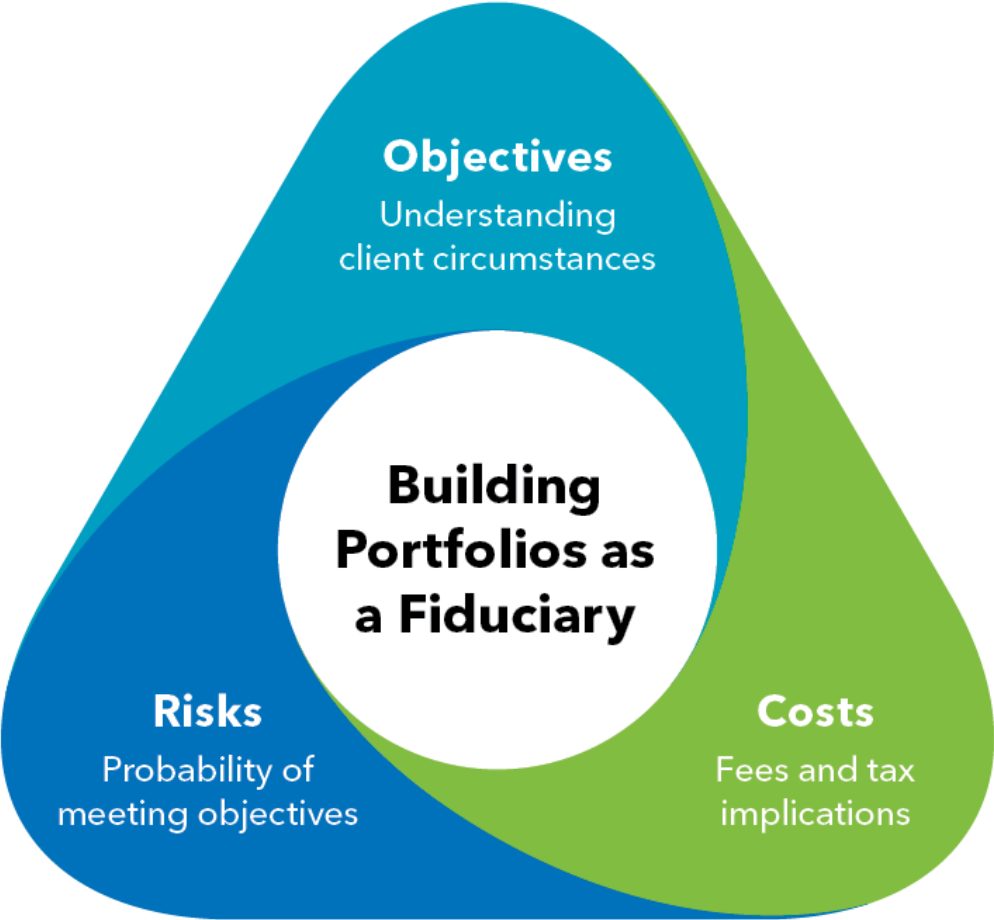 Objectives
Understanding
client circumstances
Building
Portfolios as
a Fiduciary
Risks
Probability of
meeting objectives
Costs
Fees and tax
implications